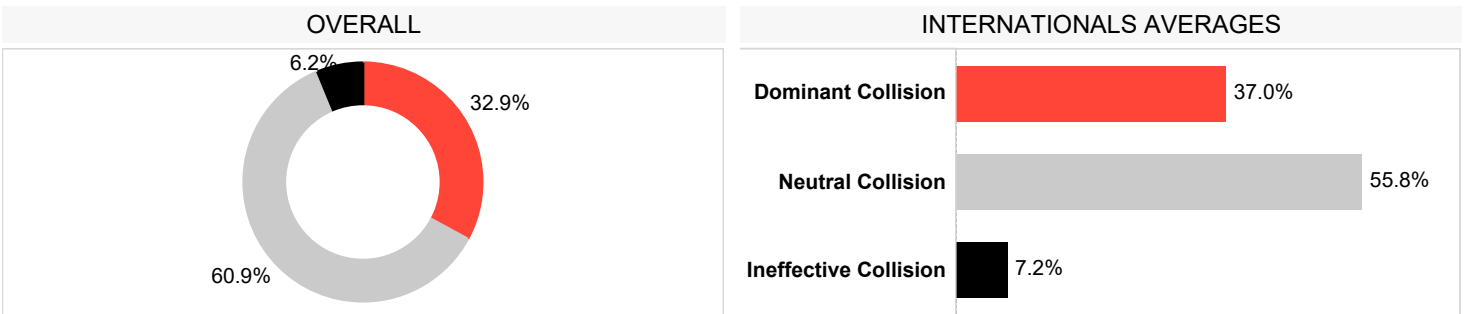 OVERALL
6.2%
32.9%
60.9%
INTERNATIONALS AVERAGES
Dominant Collision 37.0%
Neutral Collision 55.8%
Ineffective Collision 7.2%